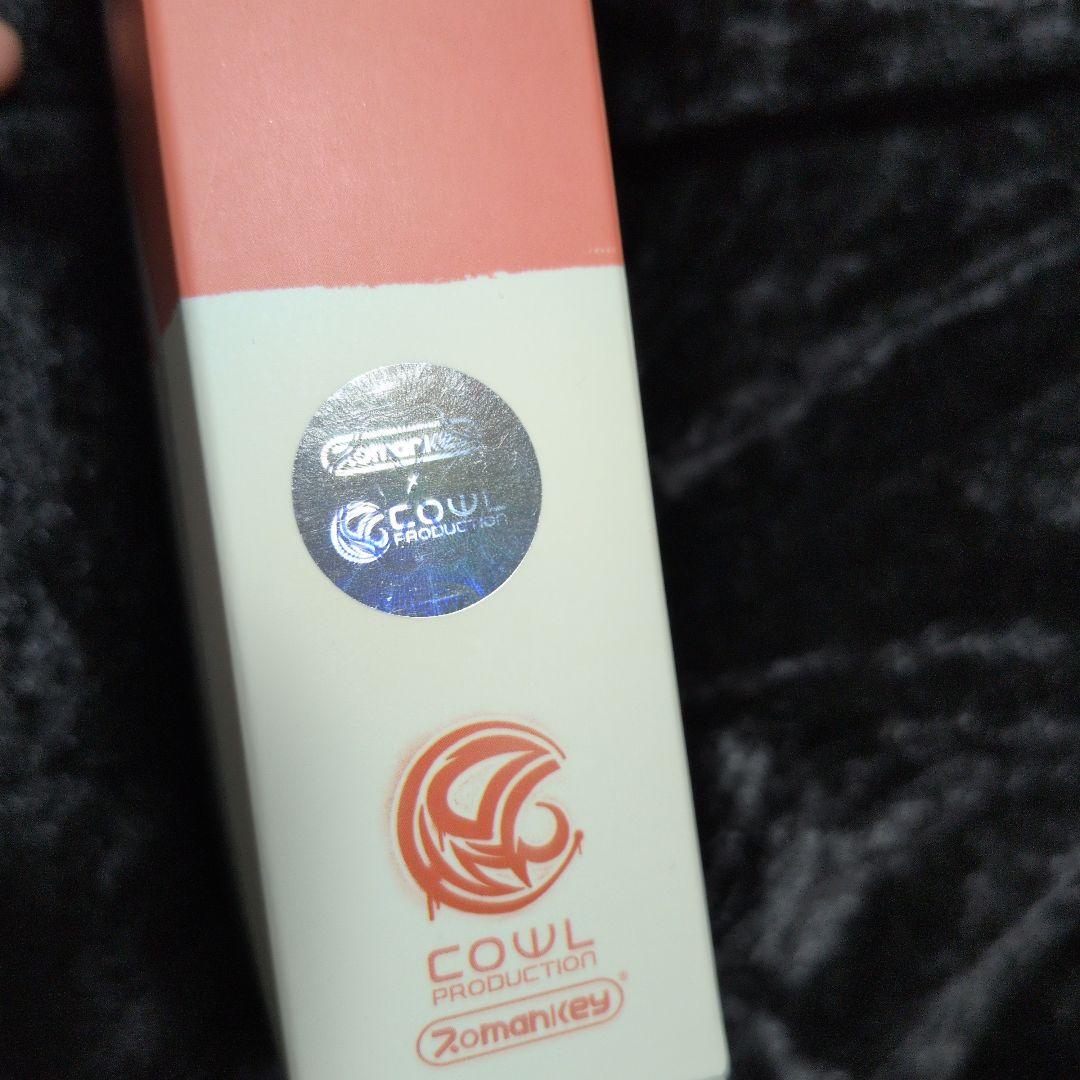 RomanKey
×
COWL
PRODUCTION
COWL
PRODUCTION
RomanKey®